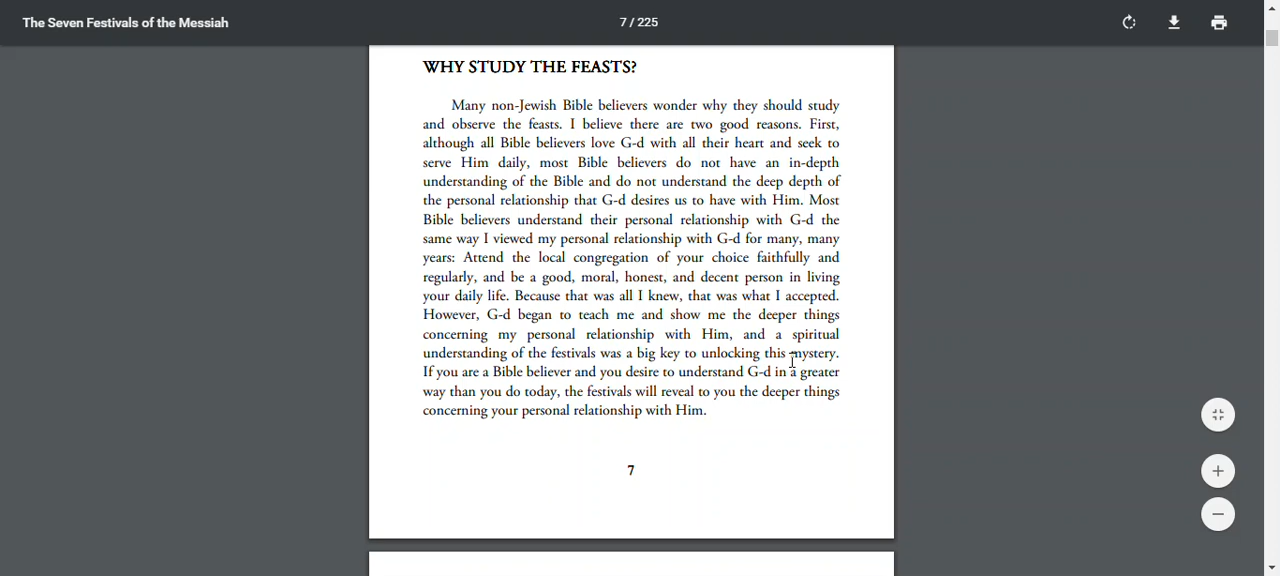 The Seven Festivals of the Messiah
7 / 225
WHY STUDY THE FEASTS?
Many non-Jewish Bible believers wonder why they should study
and observe the feasts. I believe there are two good reasons. First,
although all Bible believers love G-d with all their heart and seek to
serve Him daily, most Bible believers do not have an in-depth
understanding of the Bible and do not understand the deep depth of
the personal relationship that G-d desires us to have with Him. Most
Bible believers understand their personal relationship with G-d the
same way I viewed my personal relationship with G-d for many, many
years: Attend the local congregation of your choice faithfully and
regularly, and be a good, moral, honest, and decent person in living
your daily life. Because that was all I knew, that was what I accepted.
However, G-d began to teach me and show me the deeper things
concerning my personal relationship with Him, and a spiritual
understanding of the festivals was a big key to unlocking this mystery.
If you are a Bible believer and you desire to understand G-d in a greater
way than you do today, the festivals will reveal to you the deeper things
concerning your personal relationship with Him.
7